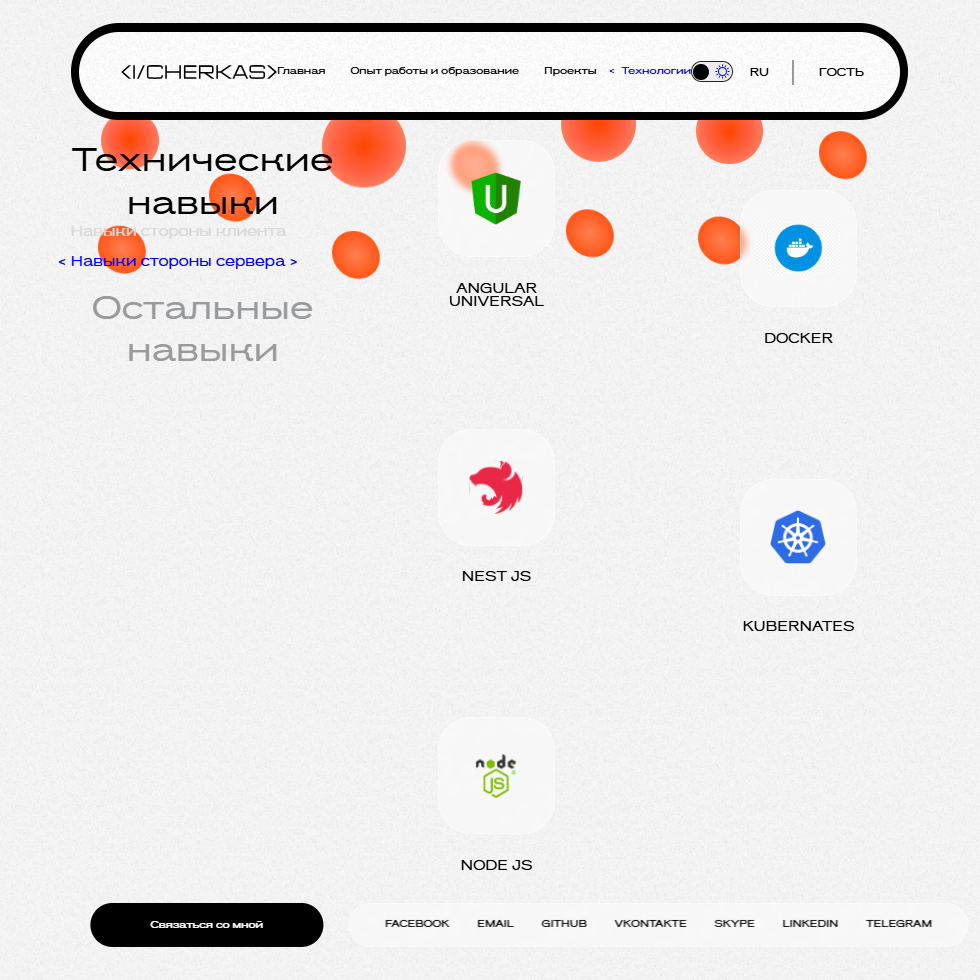 <I/CHERKAS>
Главная
Опыт работы и образование
Проекты
< Технологии
RU
ГОСТЬ
Технические
навыки
Навыки стороны клиента
< Навыки стороны сервера >
Остальные
навыки
ANGULAR
UNIVERSAL
DOCKER
NEST JS
KUBERNATES
node
JS
NODE JS
Связаться со мной
FACEBOOK
EMAIL
GITHUB
VKONTAKTE
SKYPE
LINKEDIN
TELEGRAM